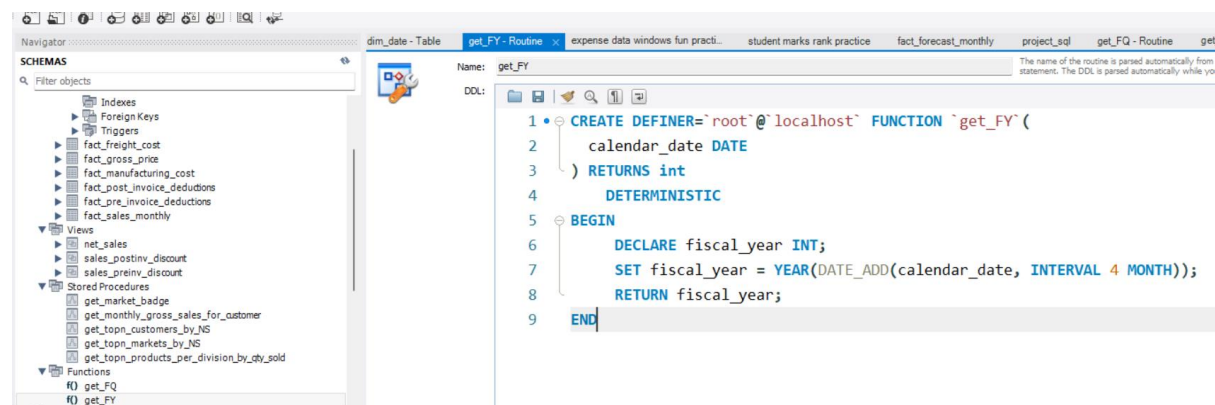 Navigator
SCHEMAS
Filter objects
Indexes
Foreign Keys
Triggers
fact_freight_cost
fact_gross_price
fact_manufacturing_cost
fact_post_invoice_deductions
fact_pre_invoice_deductions
fact_sales_monthly
Views
net_sales
sales_postinv_discount
sales_preinv_discount
Stored Procedures
get_market_badge
get_monthly_gross_sales_for_customer
get_topn_customers_by_NS
get_topn_markets_by_NS
get_topn_products_per_division_by_qty_sold
Functions
f() get_FQ
f() get_FY
dim_date - Table get_FY - Routine × expense data windows fun practi... student marks rank practice fact_forecast_monthly project_sql get_FQ - Routine get
Name: get_FY
The name of the routine is parsed automatically from
statement. The DDL is parsed automatically while yo
DDL:
1 CREATE DEFINER=`root`@`localhost` FUNCTION `get_FY`(
2 calendar_date DATE
3 ) RETURNS int
4 DETERMINISTIC
5 BEGIN
6 DECLARE fiscal_year INT;
7 SET fiscal_year = YEAR(DATE_ADD(calendar_date, INTERVAL 4 MONTH));
8 RETURN fiscal_year;
9 END